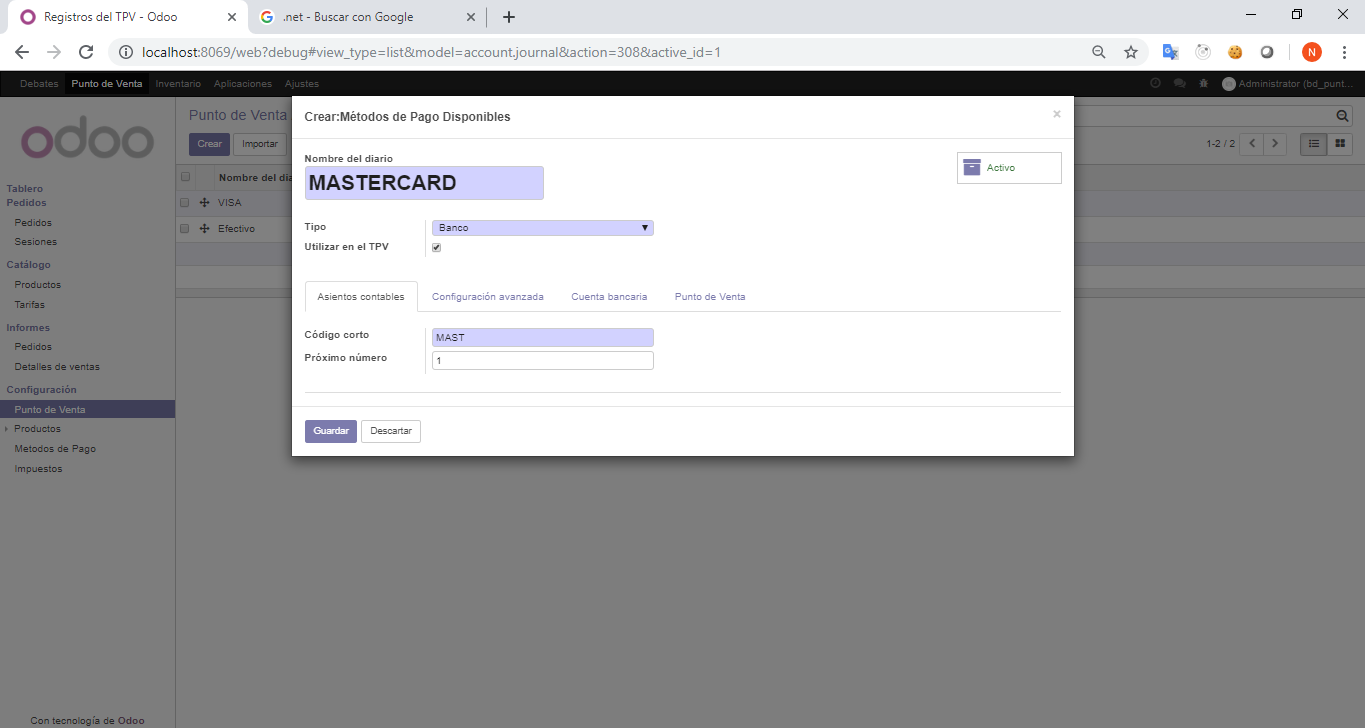 Registros del TPV - Odoo
.net - Buscar con Google
localhost:8069/web?debug#view_type=list&model=account.journal&action=308&active_id=1
N
Debates Punto de Venta Inventario Aplicaciones Ajustes
Administrator (bd_punt...
odoo
Tablero
Pedidos
Pedidos
Sesiones
Catálogo
Productos
Tarifas
Informes
Pedidos
Detalles de ventas
Configuración
Punto de Venta
Productos
Metodos de Pago
Impuestos
Con tecnología de Odoo
Punto de Venta
Crear Importar
1-2 / 2
Nombre del dia
VISA
Efectivo
Crear:Métodos de Pago Disponibles
×
Nombre del diario
MASTERCARD
Activo
Tipo Banco
Utilizar en el TPV
Asientos contables Configuración avanzada Cuenta bancaria Punto de Venta
Código corto MAST
Próximo número 1
Guardar Descartar